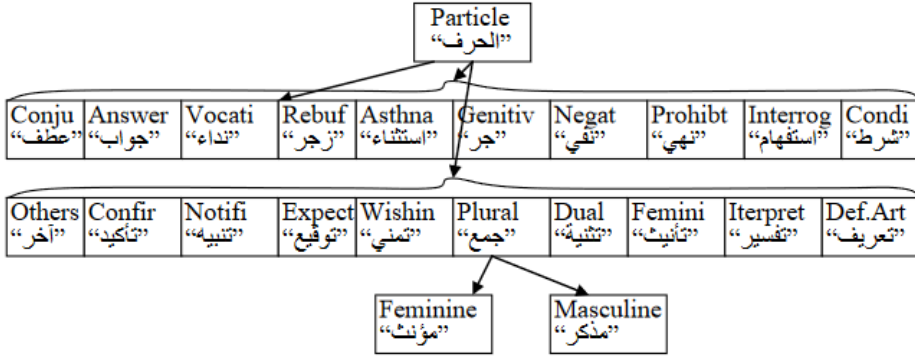 Particle
“الحرف”
Conju Answer Vocati Rebuf Asthna Genitiv Negat Prohibt Interrog Condi
“عطف” “جواب” “نداء” “زجر” “استثناء” “جر” “نفي” “نهي” “استفهام” “شرط”
Others Confir Notifi Expect Wishin Plural Dual Femini Iterpret Def.Art
“آخر” “تأكيد” “تنبيه” “توقيع” “تمني” “جمع” “تثنية” “تأنيث” “تفسير” “تعريف”
Feminine Masculine
“مؤنث” “مذكر”